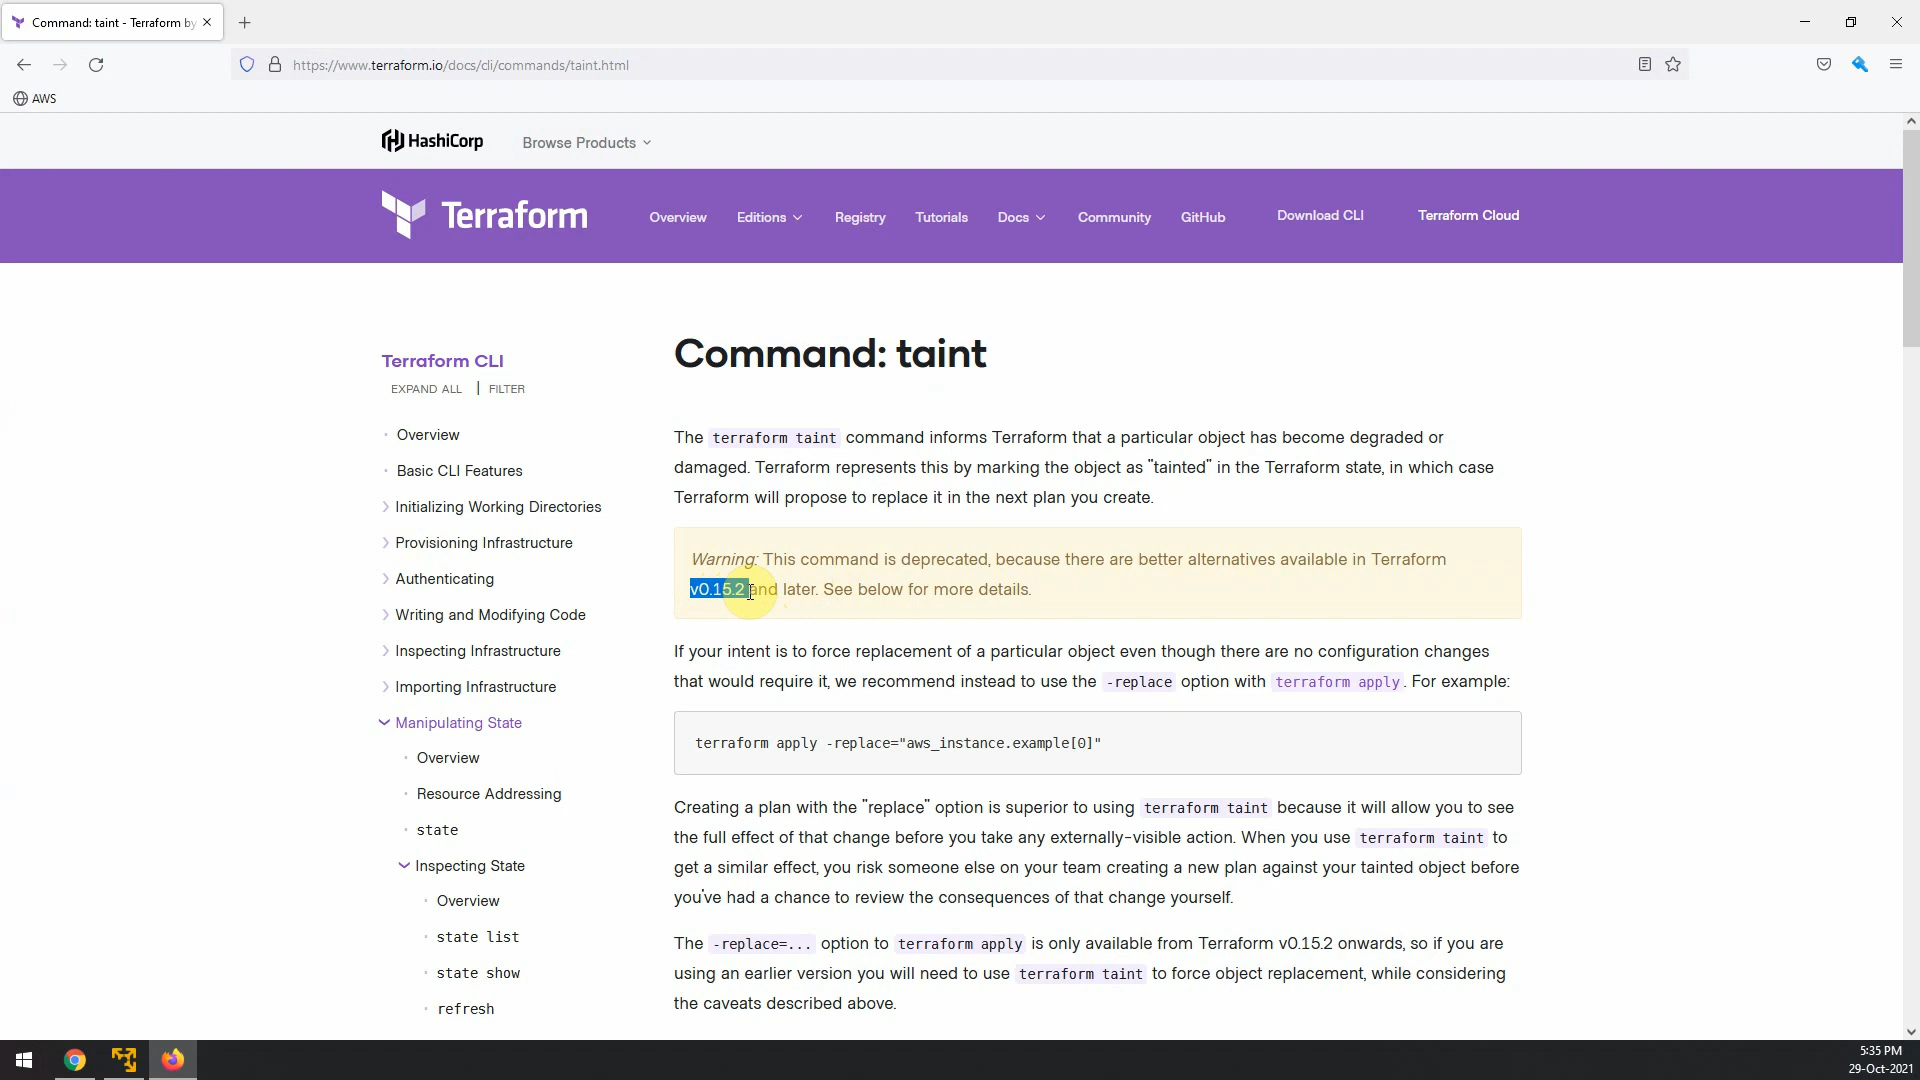 Command: taint - Terraform by
https://www.terraform.io/docs/cli/commands/taint.html
AWS
HashiCorp
Browse Products
Terraform
Overview
Editions
Registry
Tutorials
Docs
Community
GitHub
Download CLI
Terraform Cloud
Terraform CLI
EXPAND ALL | FILTER
Overview
Basic CLI Features
Initializing Working Directories
Provisioning Infrastructure
Authenticating
Writing and Modifying Code
Inspecting Infrastructure
Importing Infrastructure
Manipulating State
Overview
Resource Addressing
state
Inspecting State
Overview
state list
state show
refresh
Command: taint
The terraform taint command informs Terraform that a particular object has become degraded or
damaged. Terraform represents this by marking the object as "tainted" in the Terraform state, in which case
Terraform will propose to replace it in the next plan you create.
Warning: This command is deprecated, because there are better alternatives available in Terraform
v0.15.2 and later. See below for more details.
If your intent is to force replacement of a particular object even though there are no configuration changes
that would require it, we recommend instead to use the -replace option with terraform apply. For example:
terraform apply -replace="aws_instance.example[0]"
Creating a plan with the "replace" option is superior to using terraform taint because it will allow you to see
the full effect of that change before you take any externally-visible action. When you use terraform taint to
get a similar effect, you risk someone else on your team creating a new plan against your tainted object before
you've had a chance to review the consequences of that change yourself.
The -replace=... option to terraform apply is only available from Terraform v0.15.2 onwards, so if you are
using an earlier version you will need to use terraform taint to force object replacement, while considering
the caveats described above.
5:35 PM
29-Oct-2021